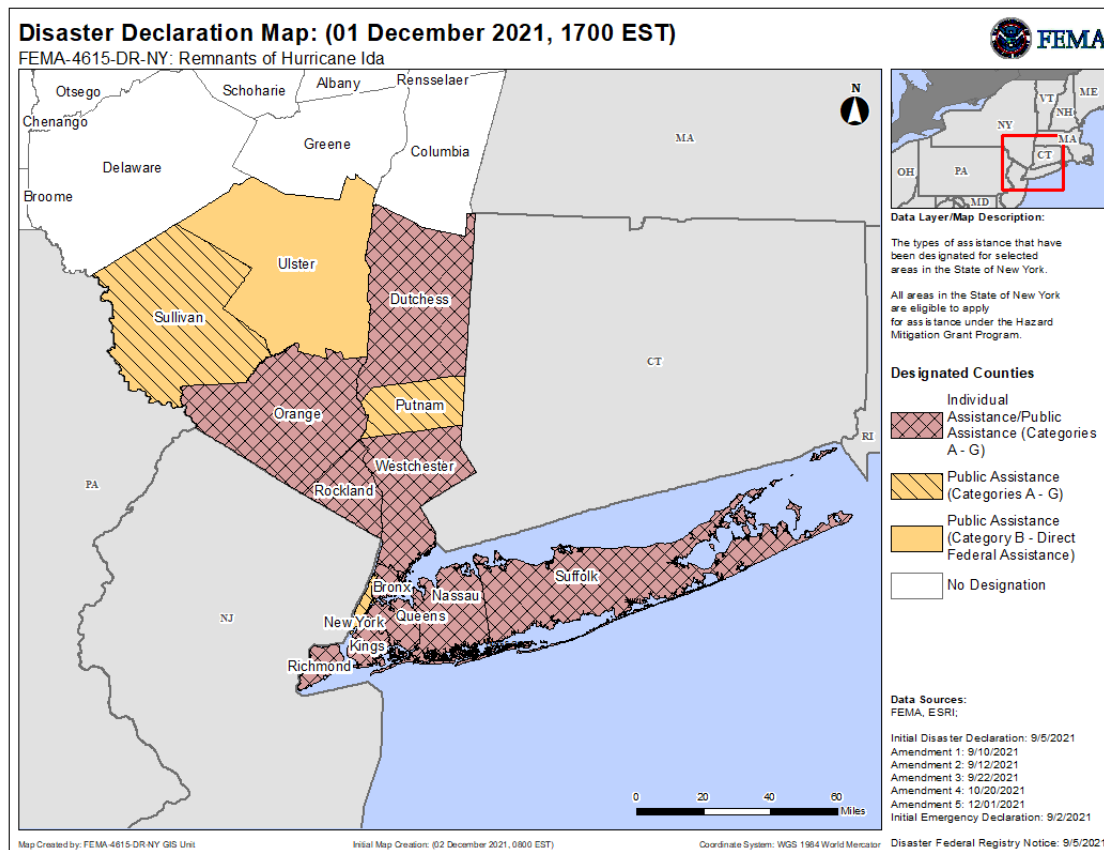 Disaster Declaration Map: (01 December 2021, 1700 EST)
FEMA-4615-DR-NY: Remnants of Hurricane Ida
FEMA
Otsego
Schoharie
Albany
Rensselaer
Chenango
Delaware
Greene
Columbia
Broome
N
MA
Ulster
Sullivan
Dutchess
CT
Orange
Putnam
Westchester
Rockland
PA
RI
NJ
Bronx
Nassau
Suffolk
New York
Queens
Kings
Richmond
0 20 40 60
Miles
VT
ME
NH
NY
MA
CT
OH
PA
MD
Data Layer/Map Description:
The types of assistance that have
been designated for selected
areas in the State of New York.
All areas in the State of New York
are eligible to apply
for assistance under the Hazard
Mitigation Grant Program.
Designated Counties
Individual
Assistance/Public
Assistance (Categories
A - G)
Public Assistance
(Categories A - G)
Public Assistance
(Category B - Direct
Federal Assistance)
No Designation
Data Sources:
FEMA, ESRI;
Initial Disaster Declaration: 9/5/2021
Amendment 1: 9/10/2021
Amendment 2: 9/12/2021
Amendment 3: 9/22/2021
Amendment 4: 10/20/2021
Amendment 5: 12/01/2021
Initial Emergency Declaration: 9/2/2021
Disaster Federal Registry Notice: 9/5/2021
Map Created by: FEMA-4615-DR-NY GIS Unit
Initial Map Creation: (02 December 2021, 0800 EST)
Coordinate System: WGS 1984 World Mercator